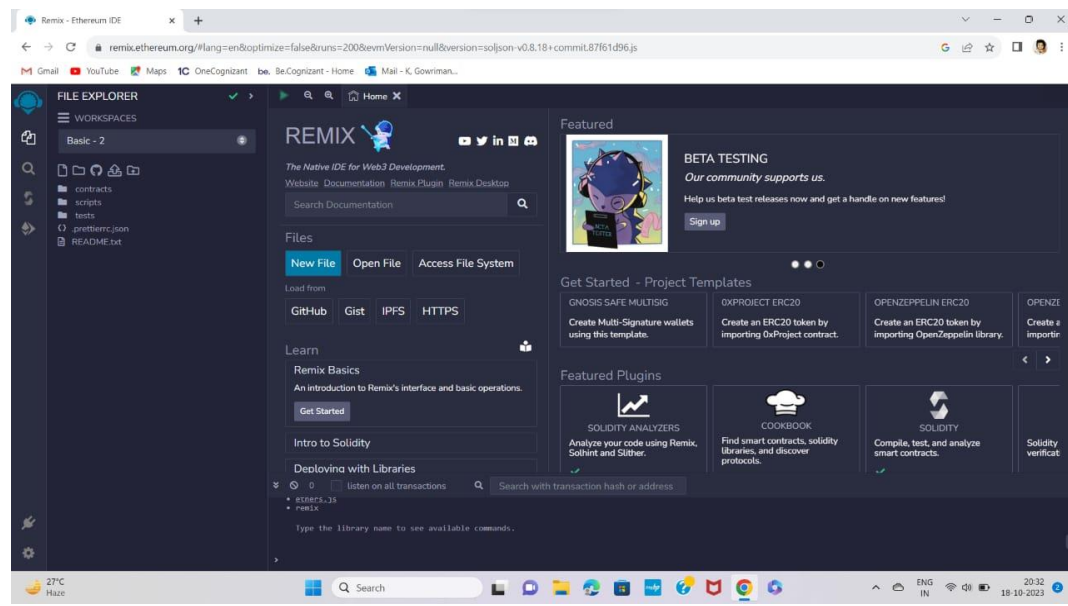 Remix - Ethereum IDE
remix.ethereum.org/#lang=en&optimize=false&runs=200&evmVersion=null&version=soljson-v0.8.18+commit.87f61d96.js
Gmail YouTube Maps 1C OneCognizant be. Be.Cognizant - Home Mail - K, Gowriman...
FILE EXPLORER
WORKSPACES
Basic - 2
contracts
scripts
tests
.prettierrc.json
README.txt
Home
REMIX
The Native IDE for Web3 Development.
Website Documentation Remix Plugin Remix Desktop
Search Documentation
Files
New File Open File Access File System
Load from
GitHub Gist IPFS HTTPS
Learn
Remix Basics
An introduction to Remix's interface and basic operations.
Get Started
Intro to Solidity
Deploying with Libraries
Featured
BETA TESTER
BETA TESTING
Our community supports us.
Help us beta test releases now and get a handle on new features!
Sign up
Get Started - Project Templates
GNOSIS SAFE MULTISIG
Create Multi-Signature wallets
using this template.
0XPROJECT ERC20
Create an ERC20 token by
importing 0xProject contract.
OPENZEPPELIN ERC20
Create an ERC20 token by
importing OpenZeppelin library.
OPENZE
Create a
importin
Featured Plugins
SOLIDITY ANALYZERS
Analyze your code using Remix,
Solhint and Slither.
COOKBOOK
Find smart contracts, solidity
libraries, and discover
protocols.
SOLIDITY
Compile, test, and analyze
smart contracts.
Solidity
verificati
0 listen on all transactions Search with transaction hash or address
• ethers.js
• remix
Type the library name to see available commands.
>
27°C
Haze
Search
ENG
IN
20:32
18-10-2023
2